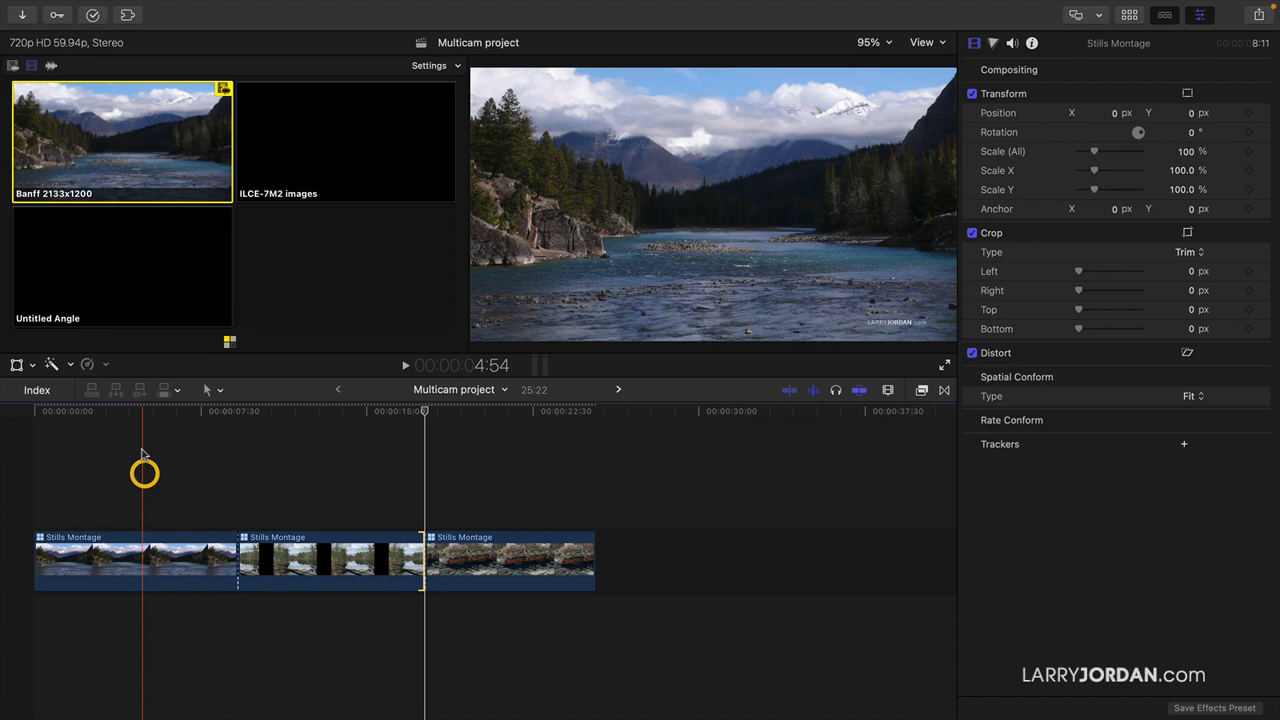 720p HD 59.94p, Stereo
Multicam project
95%
View
Stills Montage
00:00:08:11
Settings
Banff 2133x1200
ILCE-7M2 images
Untitled Angle
LARRYJORDAN.com
Compositing
Transform
Position X 0 px Y 0 px
Rotation 0 °
Scale (All) 100 %
Scale X 100.0 %
Scale Y 100.0 %
Anchor X 0 px Y 0 px
Crop
Type Trim
Left 0 px
Right 0 px
Top 0 px
Bottom 0 px
Distort
Spatial Conform
Type Fit
Rate Conform
Trackers +
00:00:00:04:54
Index
Multicam project
25:22
00:00:00:00 00:00:07:30 00:00:15:0 00:00:22:30 00:00:30:00 00:00:37:30
Stills Montage Stills Montage Stills Montage
LARRYJORDAN.com
Save Effects Preset